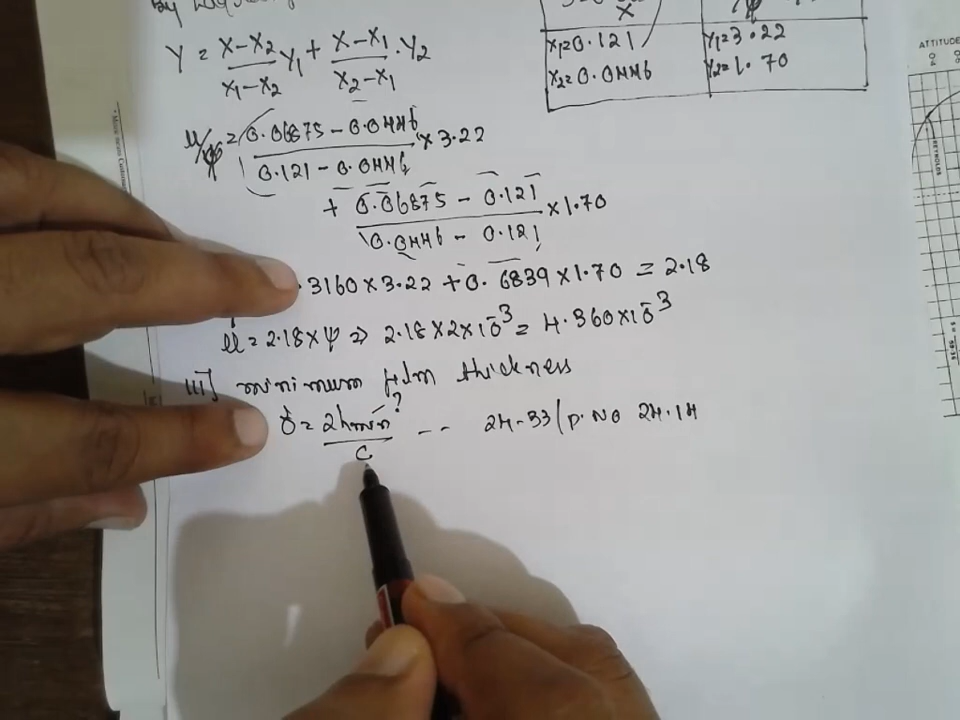 By
Y = X-X2/X1-X2 Y1 + X-X1/X2-X1 . Y2
X
X1=0.121 Y1=3.22
X2=0.0446 Y2=1.70
μ/ψ = 0.06875 - 0.0446/0.121 - 0.0446 × 3.22
+ 0.06875 - 0.121/0.0446 - 0.121 × 1.70
.3160 × 3.22 + 0.6839 × 1.70 = 2.18
μ = 2.18 × ψ => 2.18 × 2 × 10^-3 = 4.360 × 10^-3
III] minimum film thickness
δ = 2hmin?/C -- 24-33/p.No 24.14
ATTITUDE